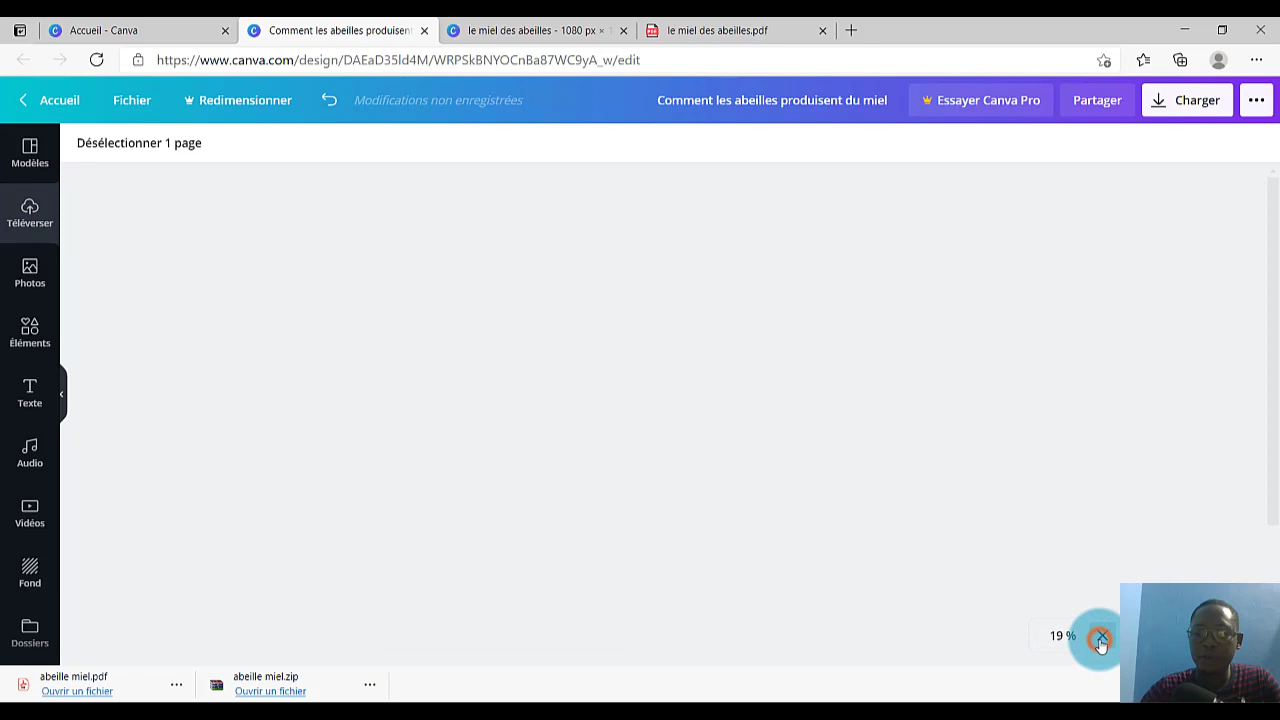 Accueil - Canva
Comment les abeilles produisent
le miel des abeilles - 1080 px ×
le miel des abeilles.pdf
https://www.canva.com/design/DAEaD35ld4M/WRPSkBNYOCnBa87WC9yA_w/edit
Accueil
Fichier
Redimensionner
Modifications non enregistrées
Comment les abeilles produisent du miel
Essayer Canva Pro
Partager
Charger
Désélectionner 1 page
Modèles
Téléverser
Photos
Éléments
Texte
Audio
Vidéos
Fond
Dossiers
19 %
abeille miel.pdf
Ouvrir un fichier
abeille miel.zip
Ouvrir un fichier